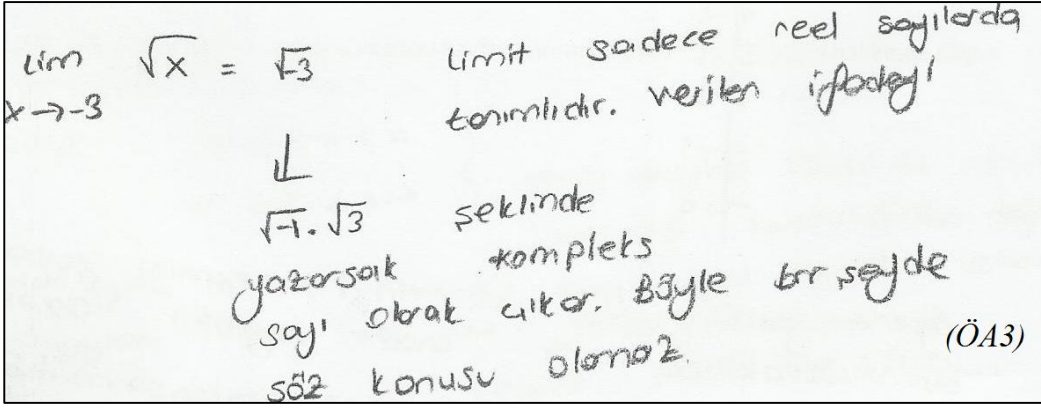 lim √x = √-3 Limit sadece reel sayılarda
x→-3 tanımlıdır. verilen ifadeyi
√-1.√3 şeklinde
yazarsak kompleks
sayı olarak çıkar. Böyle bir şeyde
söz konusu olamaz.
(ÖA3)